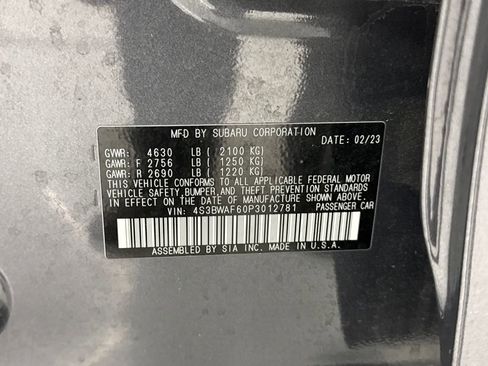 MFD BY SUBARU CORPORATION
DATE: 02/23
GVWR: 4630 LB ( 2100 KG)
GAWR: F 2756 LB ( 1250 KG)
GAWR: R 2690 LB ( 1220 KG)
THIS VEHICLE CONFORMS TO ALL APPLICABLE FEDERAL MOTOR
VEHICLE SAFETY, BUMPER, AND THEFT PREVENTION STANDARDS
IN EFFECT ON THE DATE OF MANUFACTURE SHOWN ABOVE.
VIN: 4S3BWAF60P3012781 PASSENGER CAR
ASSEMBLED BY SIA INC. MADE IN U.S.A.